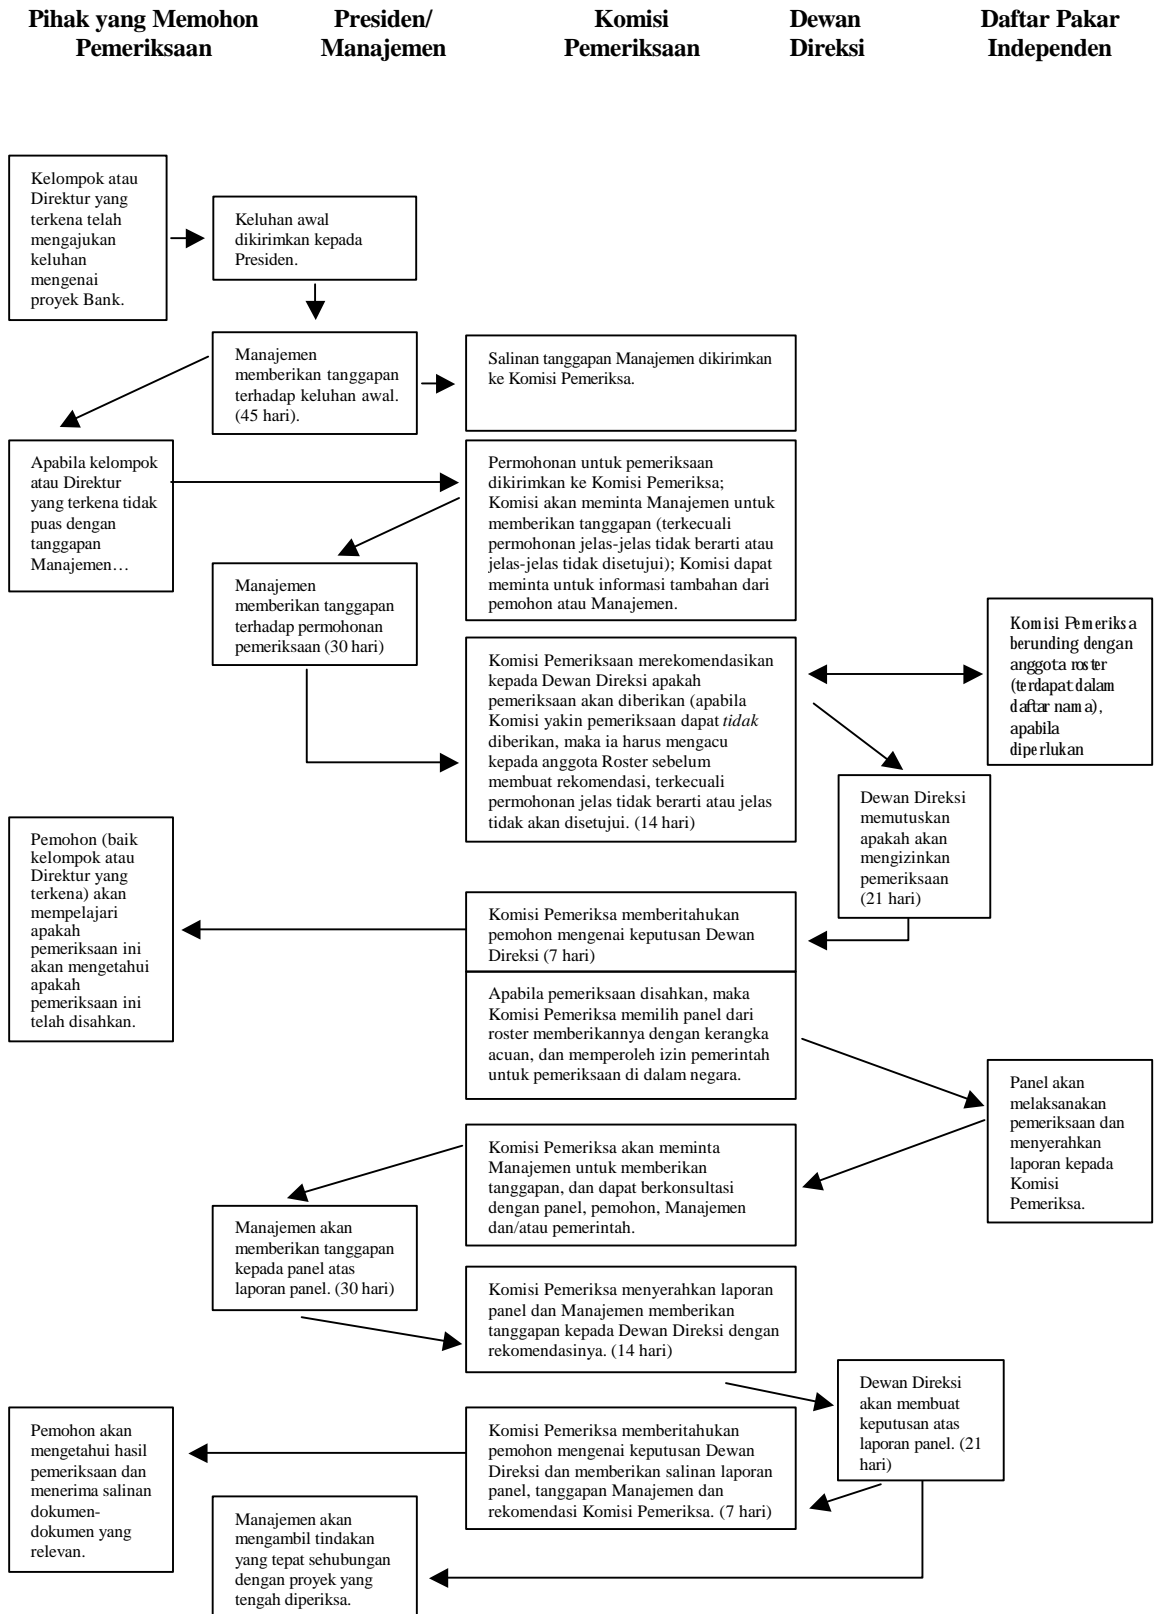 Pihak yang Memohon
Pemeriksaan
Presiden/
Manajemen
Komisi
Pemeriksaan
Dewan
Direksi
Daftar Pakar
Independen
Kelompok atau
Direktur yang
terkena telah
mengajukan
keluhan
mengenai
proyek Bank.
Keluhan awal
dikirimkan kepada
Presiden.
Manajemen
memberikan tanggapan
terhadap keluhan awal.
(45 hari).
Salinan tanggapan Manajemen dikirimkan
ke Komisi Pemeriksa.
Apabila kelompok
atau Direktur
yang terkena tidak
puas dengan
tanggapan
Manajemen…
Permohonan untuk pemeriksaan
dikirimkan ke Komisi Pemeriksa;
Komisi akan meminta Manajemen untuk
memberikan tanggapan (terkecuali
permohonan jelas-jelas tidak berarti atau
jelas-jelas tidak disetujui); Komisi dapat
meminta untuk informasi tambahan dari
pemohon atau Manajemen.
Manajemen
memberikan tanggapan
terhadap permohonan
pemeriksaan (30 hari)
Komisi Pemeriksaan merekomendasikan
kepada Dewan Direksi apakah
pemeriksaan akan diberikan (apabila
Komisi yakin pemeriksaan dapat tidak
diberikan, maka ia harus mengacu
kepada anggota Roster sebelum
membuat rekomendasi, terkecuali
permohonan jelas tidak berarti atau jelas
tidak akan disetujui. (14 hari)
Komisi Pemeriksa
berunding dengan
anggota roster
(terdapat dalam
daftar nama),
apabila
diperlukan
Dewan Direksi
memutuskan
apakah akan
mengizinkan
pemeriksaan
(21 hari)
Pemohon (baik
kelompok atau
Direktur yang
terkena) akan
mempelajari
apakah
pemeriksaan ini
akan mengetahui
apakah
pemeriksaan ini
telah disahkan.
Komisi Pemeriksa memberitahukan
pemohon mengenai keputusan Dewan
Direksi (7 hari)
Apabila pemeriksaan disahkan, maka
Komisi Pemeriksa memilih panel dari
roster memberikannya dengan kerangka
acuan, dan memperoleh izin pemerintah
untuk pemeriksaan di dalam negara.
Panel akan
melaksanakan
pemeriksaan dan
menyerahkan
laporan kepada
Komisi
Pemeriksa.
Komisi Pemeriksa akan meminta
Manajemen untuk memberikan
tanggapan, dan dapat berkonsultasi
dengan panel, pemohon, Manajemen
dan/atau pemerintah.
Manajemen akan
memberikan tanggapan
kepada panel atas
laporan panel. (30 hari)
Komisi Pemeriksa menyerahkan laporan
panel dan Manajemen memberikan
tanggapan kepada Dewan Direksi dengan
rekomendasinya. (14 hari)
Dewan Direksi
akan membuat
keputusan atas
laporan panel. (21
hari)
Pemohon akan
mengetahui hasil
pemeriksaan dan
menerima salinan
dokumen-
dokumen yang
relevan.
Komisi Pemeriksa memberitahukan
pemohon mengenai keputusan Dewan
Direksi dan memberikan salinan laporan
panel, tanggapan Manajemen dan
rekomendasi Komisi Pemeriksa. (7 hari)
Manajemen akan
mengambil tindakan
yang tepat sehubungan
dengan proyek yang
tengah diperiksa.